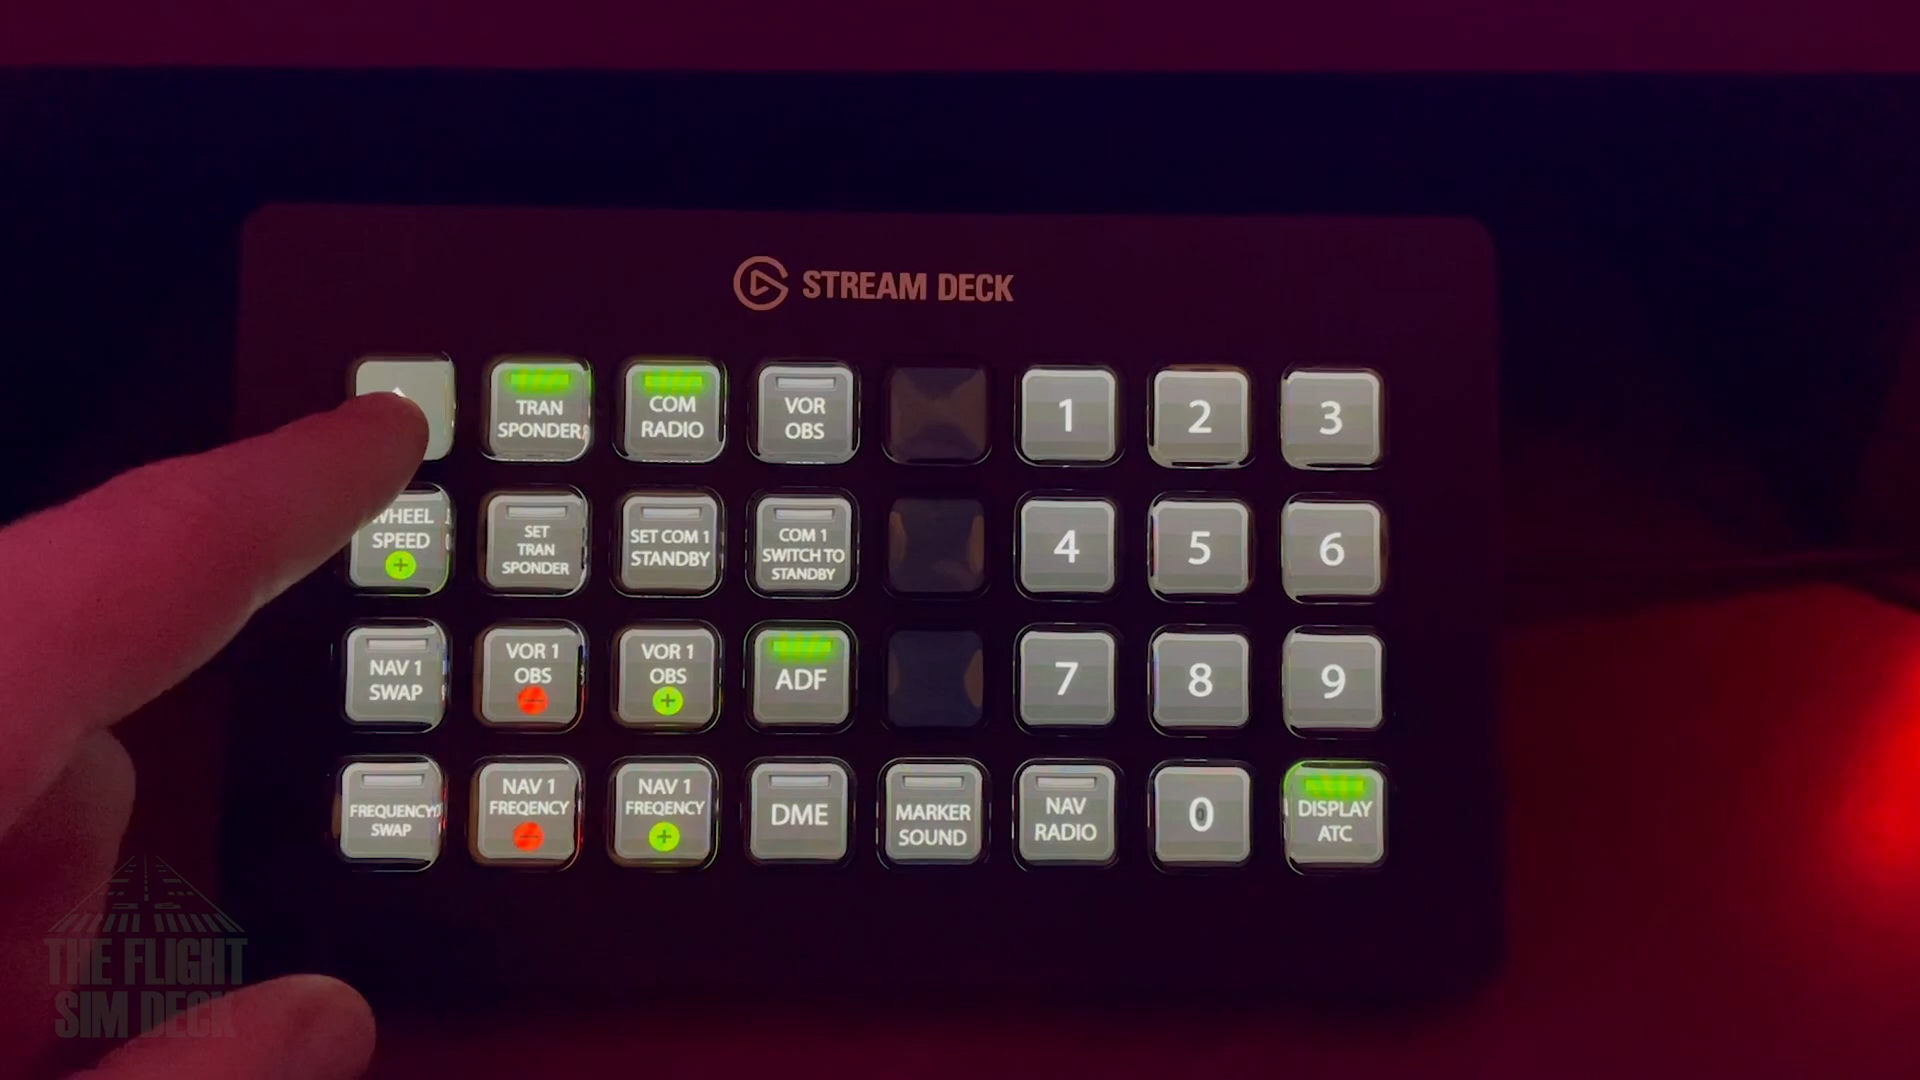 STREAM DECK
TRAN
SPONDER
COM
RADIO
VOR
OBS
1
2
3
WHEEL
SPEED
+
SET
TRAN
SPONDER
SET COM 1
STANDBY
COM 1
SWITCH TO
STANDBY
4
5
6
NAV 1
SWAP
VOR 1
OBS
-
VOR 1
OBS
+
ADF
7
8
9
FREQUENCY
SWAP
NAV 1
FREQENCY
-
NAV 1
FREQENCY
+
DME
MARKER
SOUND
NAV
RADIO
0
DISPLAY
ATC
THE FLIGHT
SIM DECK